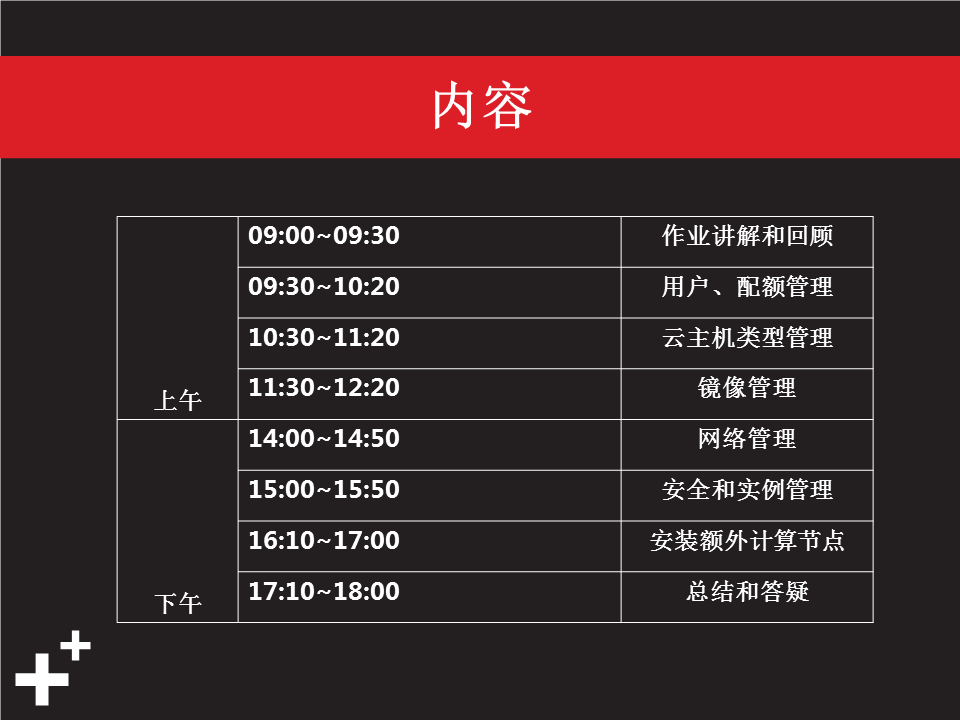 内容
上午
09:00~09:30 作业讲解和回顾
09:30~10:20 用户、配额管理
10:30~11:20 云主机类型管理
11:30~12:20 镜像管理
下午
14:00~14:50 网络管理
15:00~15:50 安全和实例管理
16:10~17:00 安装额外计算节点
17:10~18:00 总结和答疑